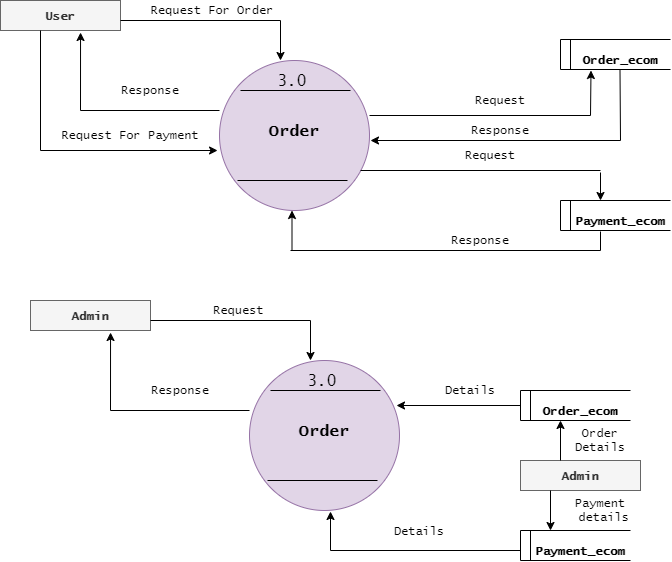 User
Request For Order
3.0
Order_ecom
Response
Request
Order
Response
Request For Payment
Request
Payment_ecom
Response
Admin
Request
3.0
Response
Details
Order_ecom
Order
Order
Details
Admin
Payment
details
Details
Payment_ecom